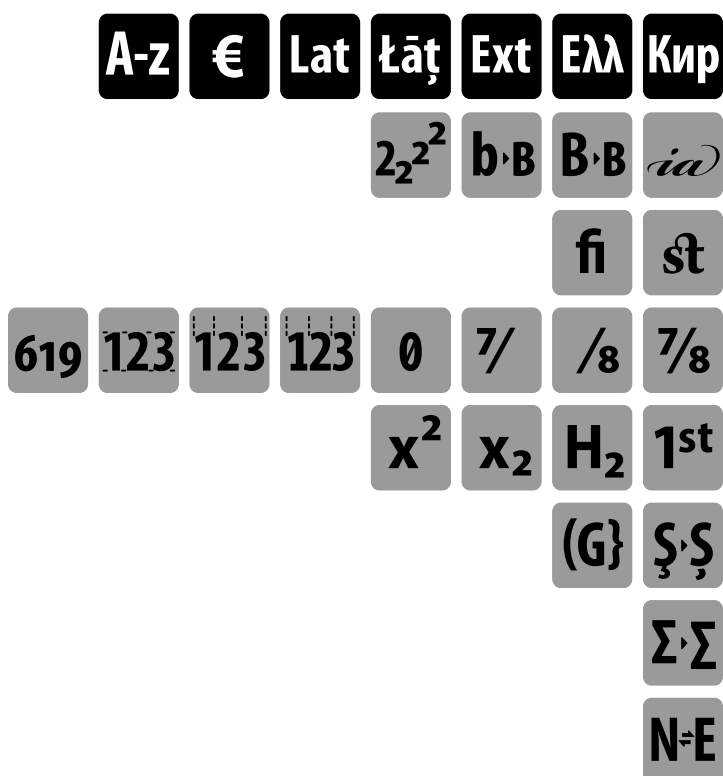 A-z € Lat Łāţ Ext Ελλ Кир
2₂²² b▸ʙ B▸ʙ ia
fi st
619 123 123 123 0 ⁷/ /₈ ⅞
x² x₂ H₂ 1ˢᵗ
(G} Ş▸Ș
Σ▸Σ
N⇌E